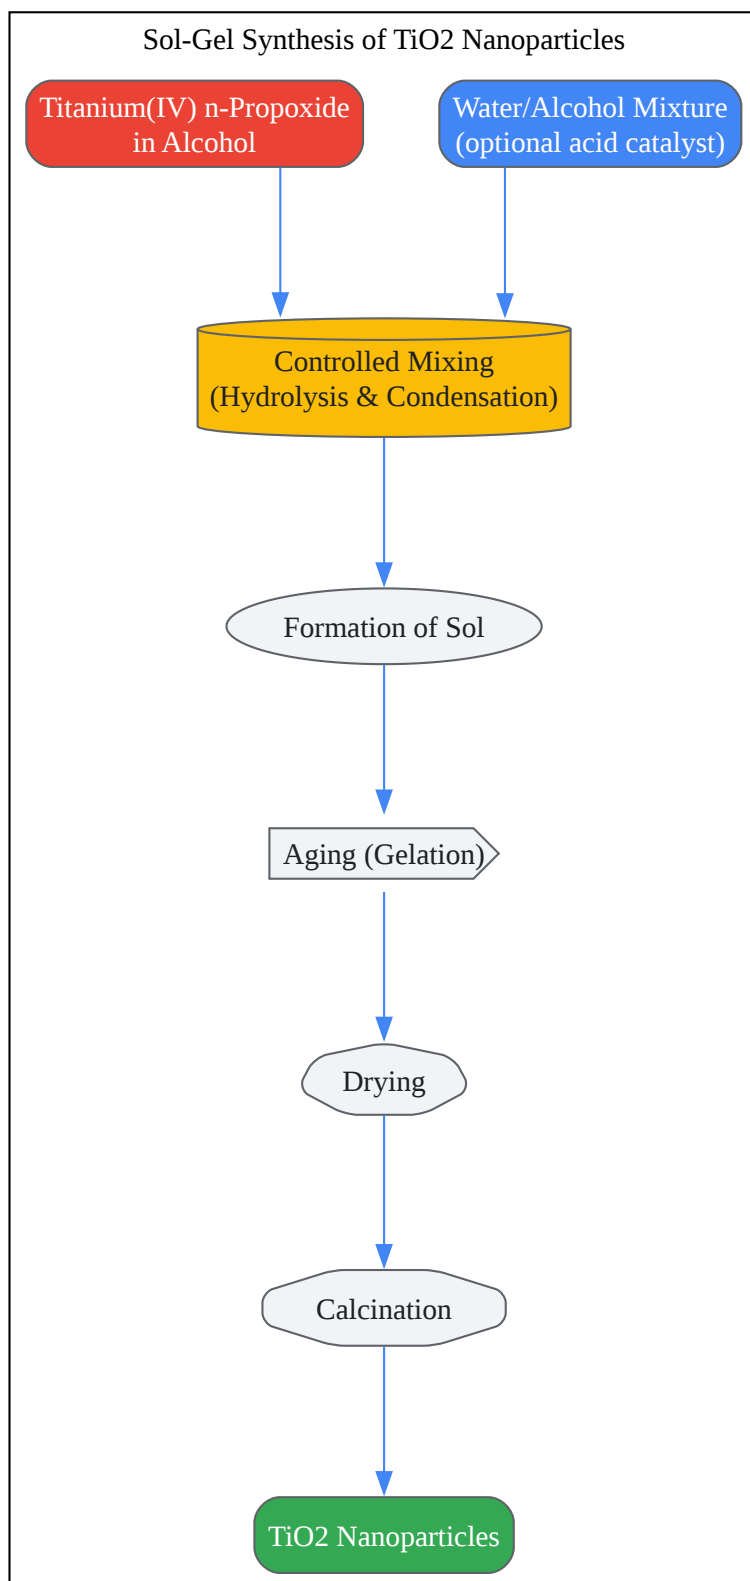 Sol-Gel Synthesis of TiO2 Nanoparticles
Titanium(IV) n-Propoxide
in Alcohol
Water/Alcohol Mixture
(optional acid catalyst)
Controlled Mixing
(Hydrolysis & Condensation)
Formation of Sol
Aging (Gelation)
Drying
Calcination
TiO2 Nanoparticles